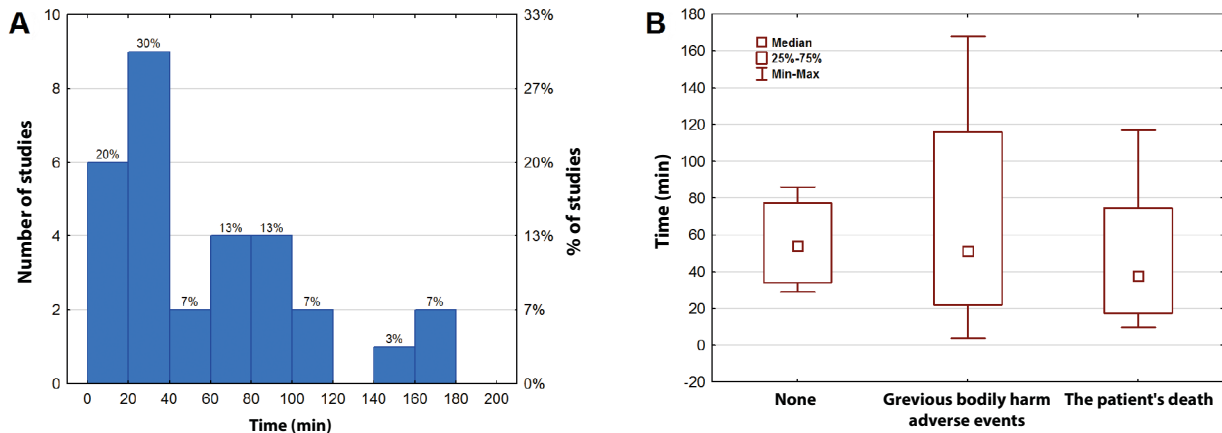 A
Number of studies
10
8
6
4
2
0
33%
27%
20%
13%
7%
0%
% of studies
20%
30%
7%
13%
13%
7%
3%
7%
0 20 40 60 80 100 120 140 160 180 200
Time (min)
B
Time (min)
180
160
140
120
100
80
60
40
20
0
-20
Median
25%-75%
Min-Max
None
Grevious bodily harm
adverse events
The patient's death